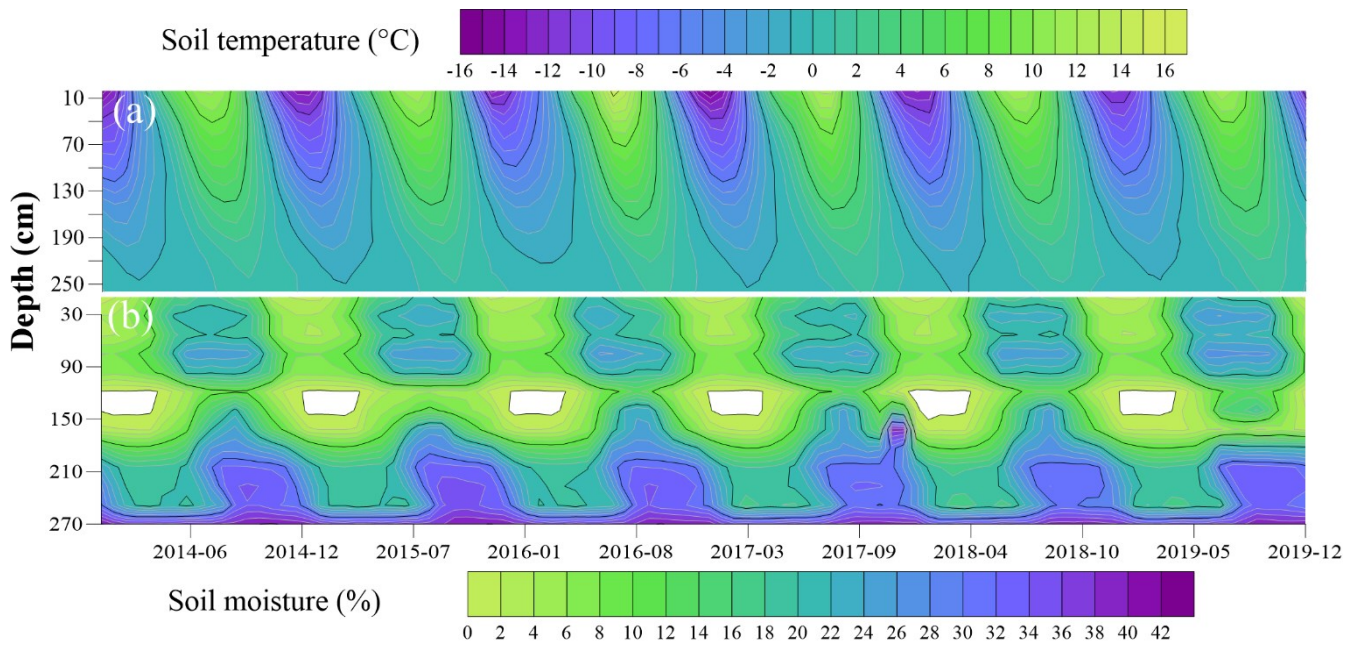 Soil temperature (°C)
-16 -14 -12 -10 -8 -6 -4 -2 0 2 4 6 8 10 12 14 16
(a)
10
70
130
190
250
Depth (cm)
(b)
30
90
150
210
270
2014-06 2014-12 2015-07 2016-01 2016-08 2017-03 2017-09 2018-04 2018-10 2019-05 2019-12
Soil moisture (%)
0 2 4 6 8 10 12 14 16 18 20 22 24 26 28 30 32 34 36 38 40 42